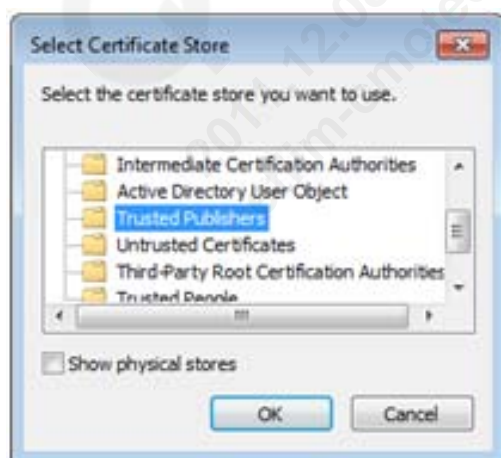 Select Certificate Store
Select the certificate store you want to use.
Intermediate Certification Authorities
Active Directory User Object
Trusted Publishers
Untrusted Certificates
Third-Party Root Certification Authorities
Trusted People
Show physical stores
OK Cancel